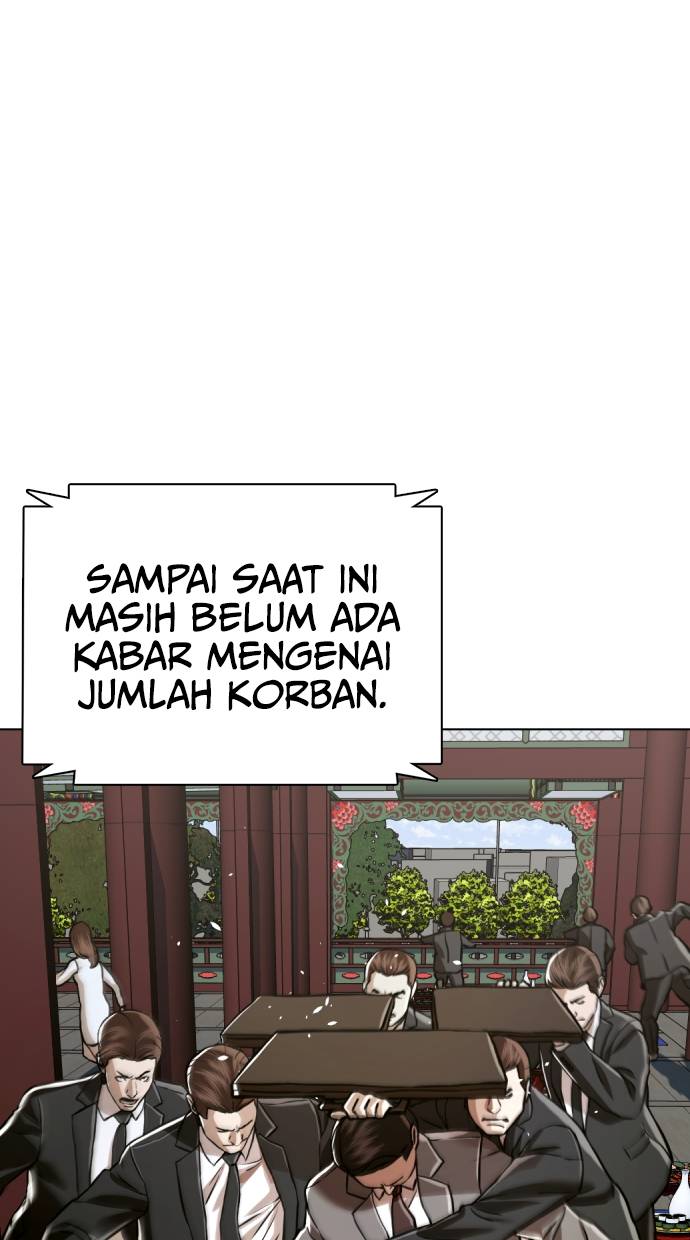 SAMPAI SAAT INI
MASIH BELUM ADA
KABAR MENGENAI
JUMLAH KORBAN.